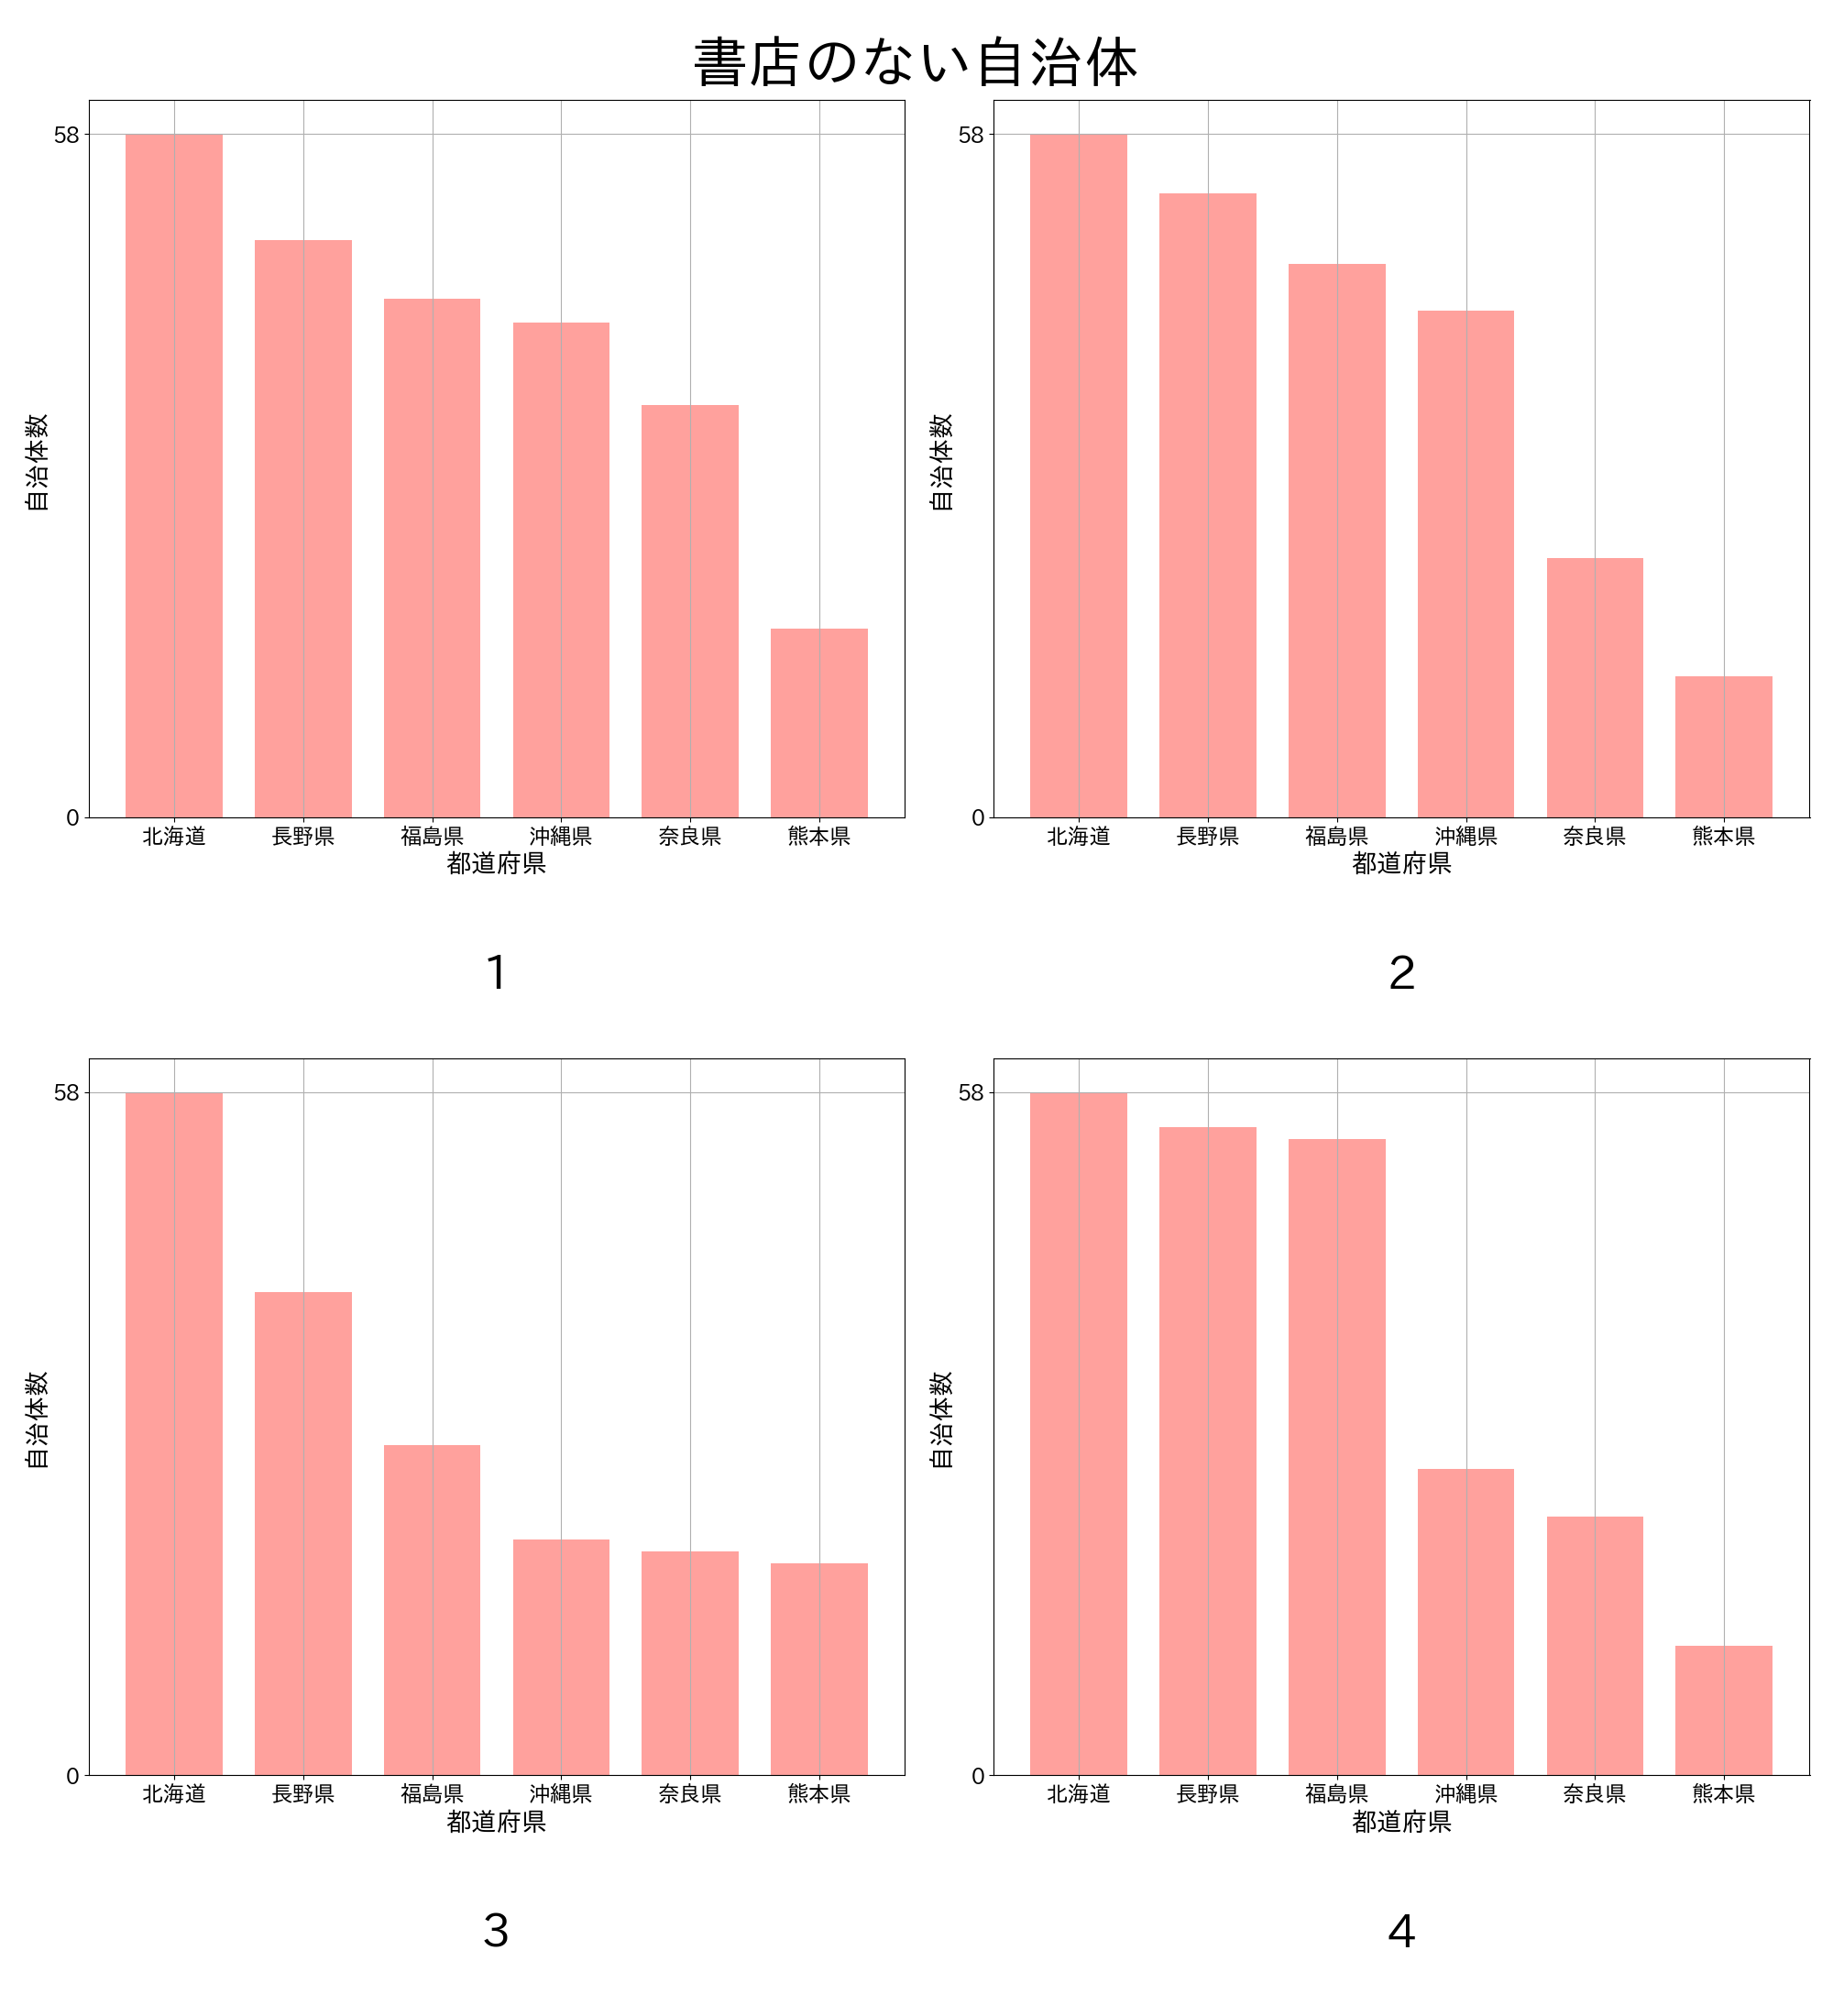 書店のない自治体
58
0
自治体数
北海道 長野県 福島県 沖縄県 奈良県 熊本県
都道府県
1
58
0
自治体数
北海道 長野県 福島県 沖縄県 奈良県 熊本県
都道府県
2
58
0
自治体数
北海道 長野県 福島県 沖縄県 奈良県 熊本県
都道府県
3
58
0
自治体数
北海道 長野県 福島県 沖縄県 奈良県 熊本県
都道府県
4